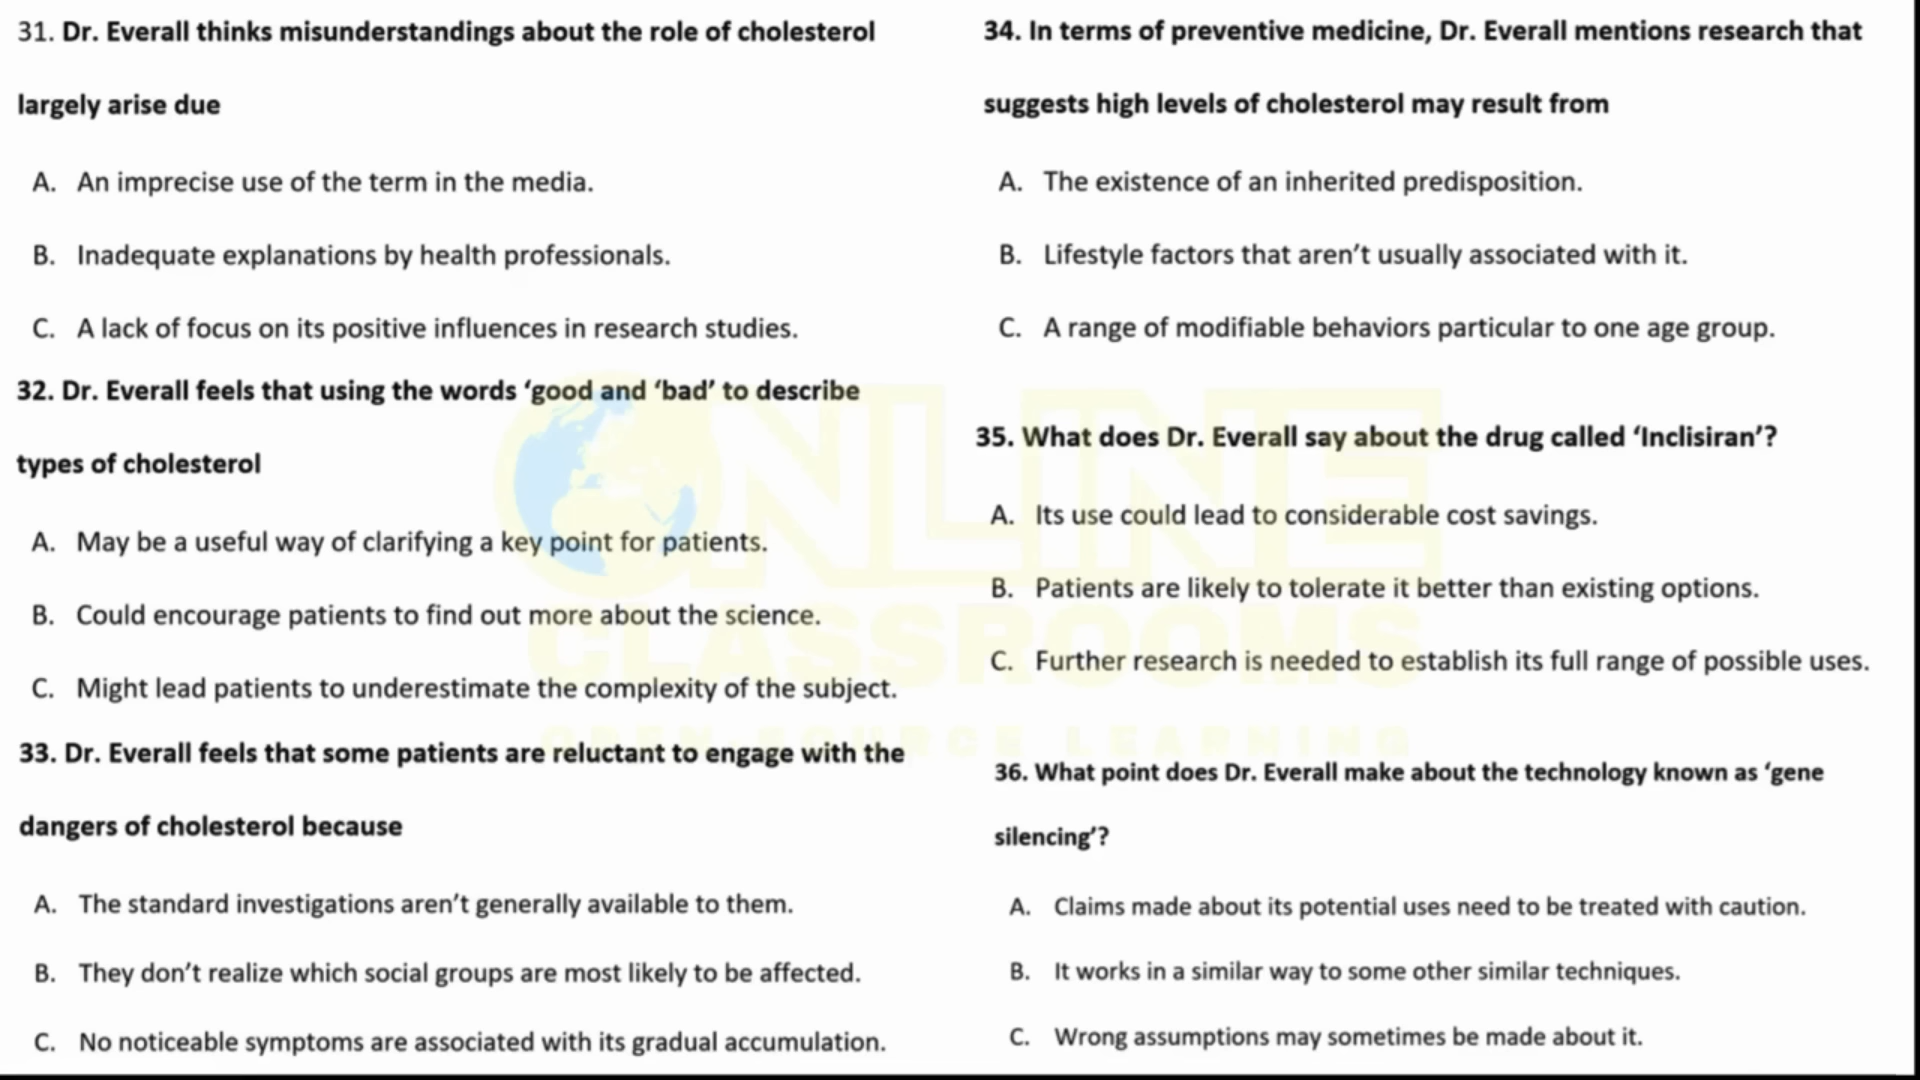 31. Dr. Everall thinks misunderstandings about the role of cholesterol
largely arise due
A. An imprecise use of the term in the media.
B. Inadequate explanations by health professionals.
C. A lack of focus on its positive influences in research studies.
32. Dr. Everall feels that using the words ‘good and ‘bad’ to describe
types of cholesterol
A. May be a useful way of clarifying a key point for patients.
B. Could encourage patients to find out more about the science.
C. Might lead patients to underestimate the complexity of the subject.
33. Dr. Everall feels that some patients are reluctant to engage with the
dangers of cholesterol because
A. The standard investigations aren’t generally available to them.
B. They don’t realize which social groups are most likely to be affected.
C. No noticeable symptoms are associated with its gradual accumulation.
34. In terms of preventive medicine, Dr. Everall mentions research that
suggests high levels of cholesterol may result from
A. The existence of an inherited predisposition.
B. Lifestyle factors that aren’t usually associated with it.
C. A range of modifiable behaviors particular to one age group.
35. What does Dr. Everall say about the drug called ‘Inclisiran’?
A. Its use could lead to considerable cost savings.
B. Patients are likely to tolerate it better than existing options.
C. Further research is needed to establish its full range of possible uses.
36. What point does Dr. Everall make about the technology known as ‘gene
silencing’?
A. Claims made about its potential uses need to be treated with caution.
B. It works in a similar way to some other similar techniques.
C. Wrong assumptions may sometimes be made about it.
ONLINE
CLASSROOMS
OPEN-SOURCE LEARNING